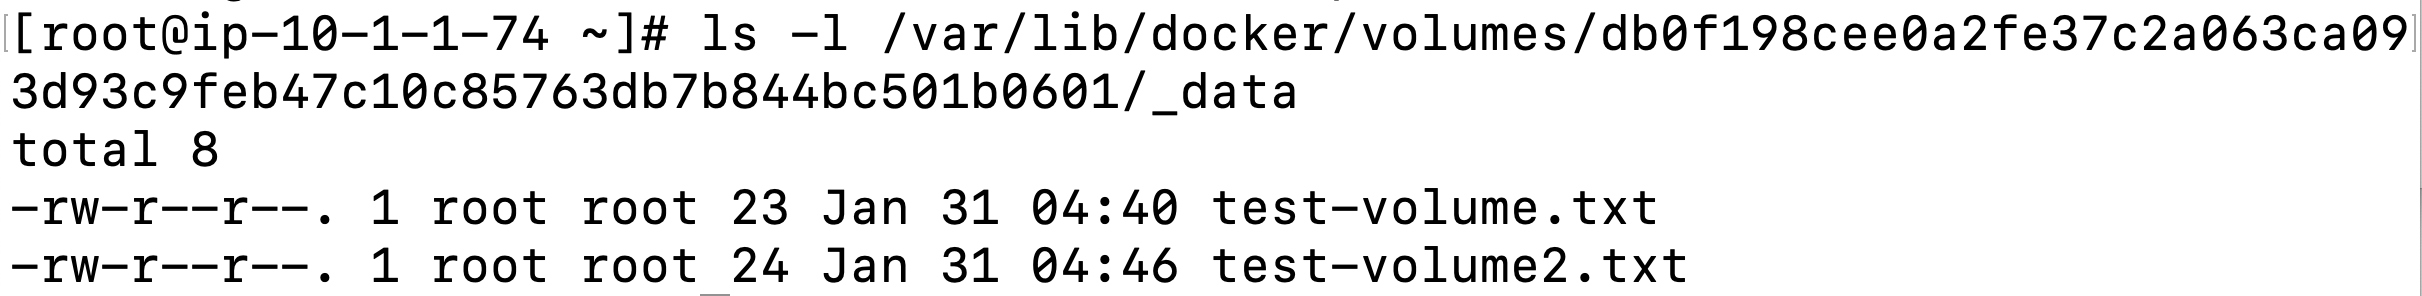 [root@ip-10-1-1-74 ~]# ls -l /var/lib/docker/volumes/db0f198cee0a2fe37c2a063ca09
3d93c9feb47c10c85763db7b844bc501b0601/_data
total 8
-rw-r--r--. 1 root root 23 Jan 31 04:40 test-volume.txt
-rw-r--r--. 1 root root 24 Jan 31 04:46 test-volume2.txt